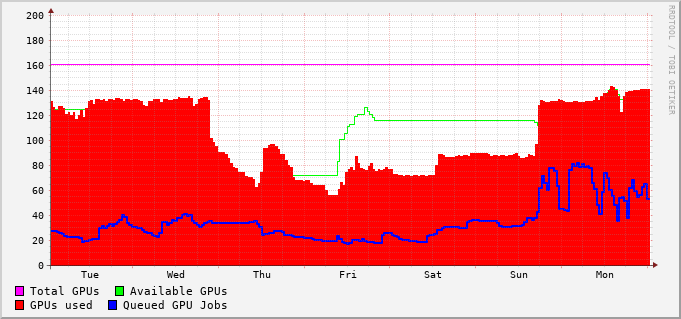 200
180
160
140
120
100
80
60
40
20
0
Tue Wed Thu Fri Sat Sun Mon
Total GPUs Available GPUs
GPUs used Queued GPU Jobs
RRDTOOL / TOBI OETIKER